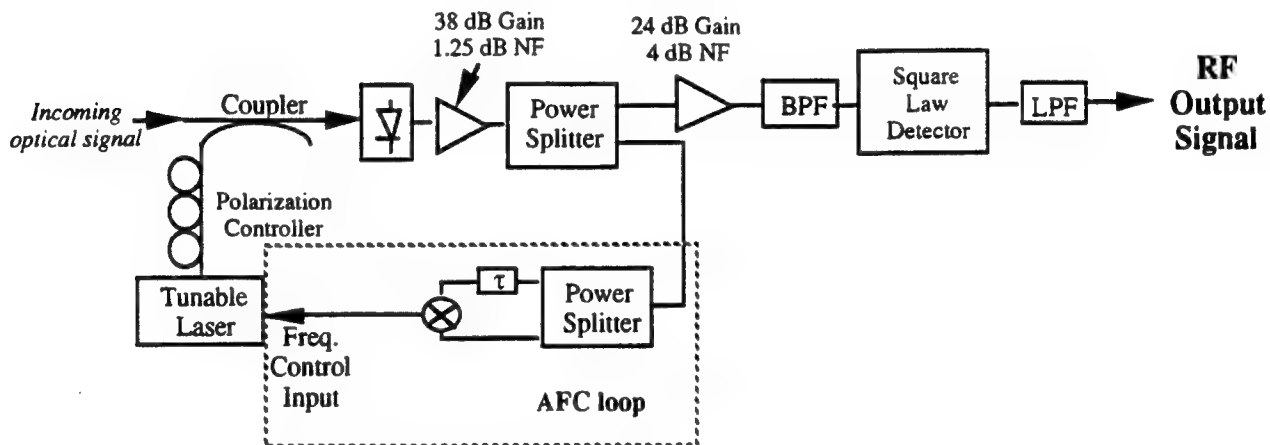 38 dB Gain
1.25 dB NF
24 dB Gain
4 dB NF
Incoming
optical signal
Coupler
Power
Splitter
BPF
Square
Law
Detector
LPF
RF
Output
Signal
Polarization
Controller
Tunable
Laser
Freq.
Control
Input
τ
Power
Splitter
AFC loop